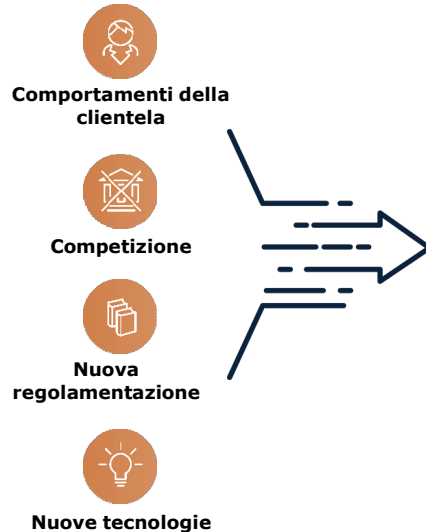 Comportamenti della
clientela
Competizione
Nuova
regolamentazione
Nuove tecnologie